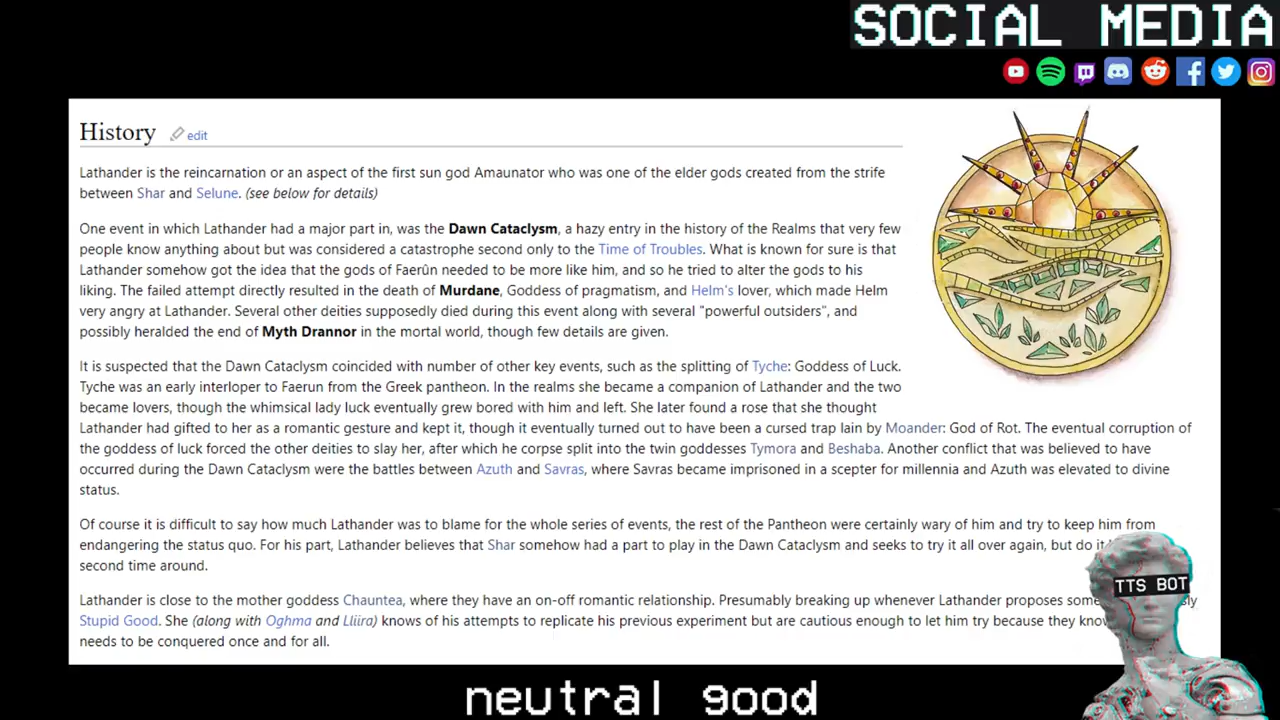 SOCIAL MEDIA
History edit
Lathander is the reincarnation or an aspect of the first sun god Amaunator who was one of the elder gods created from the strife
between Shar and Selune. (see below for details)
One event in which Lathander had a major part in, was the Dawn Cataclysm, a hazy entry in the history of the Realms that very few
people know anything about but was considered a catastrophe second only to the Time of Troubles. What is known for sure is that
Lathander somehow got the idea that the gods of Faerûn needed to be more like him, and so he tried to alter the gods to his
liking. The failed attempt directly resulted in the death of Murdane, Goddess of pragmatism, and Helm's lover, which made Helm
very angry at Lathander. Several other deities supposedly died during this event along with several "powerful outsiders", and
possibly heralded the end of Myth Drannor in the mortal world, though few details are given.
It is suspected that the Dawn Cataclysm coincided with number of other key events, such as the splitting of Tyche: Goddess of Luck.
Tyche was an early interloper to Faerun from the Greek pantheon. In the realms she became a companion of Lathander and the two
became lovers, though the whimsical lady luck eventually grew bored with him and left. She later found a rose that she thought
Lathander had gifted to her as a romantic gesture and kept it, though it eventually turned out to have been a cursed trap lain by Moander: God of Rot. The eventual corruption of
the goddess of luck forced the other deities to slay her, after which he corpse split into the twin goddesses Tymora and Beshaba. Another conflict that was believed to have
occurred during the Dawn Cataclysm were the battles between Azuth and Savras, where Savras became imprisoned in a scepter for millennia and Azuth was elevated to divine
status.
Of course it is difficult to say how much Lathander was to blame for the whole series of events, the rest of the Pantheon were certainly wary of him and try to keep him from
endangering the status quo. For his part, Lathander believes that Shar somehow had a part to play in the Dawn Cataclysm and seeks to try it all over again, but do it
second time around.
Lathander is close to the mother goddess Chauntea, where they have an on-off romantic relationship. Presumably breaking up whenever Lathander proposes
Stupid Good. She (along with Oghma and Lliira) knows of his attempts to replicate his previous experiment but are cautious enough to let him try because they
needs to be conquered once and for all.
TTS BOT
neutral good